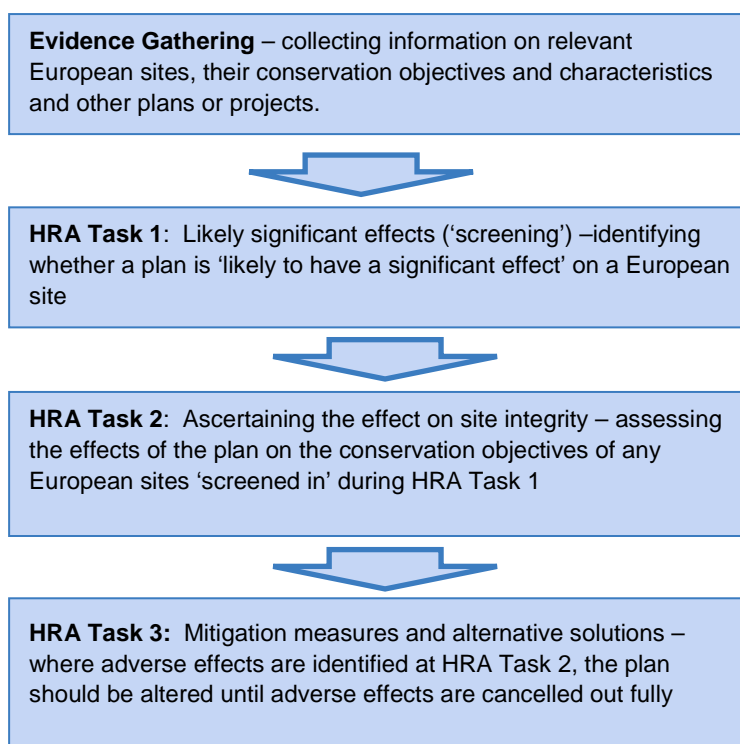 Evidence Gathering – collecting information on relevant
European sites, their conservation objectives and characteristics
and other plans or projects.
HRA Task 1:  Likely significant effects (‘screening’) –identifying
whether a plan is ‘likely to have a significant effect’ on a European
site
HRA Task 2:  Ascertaining the effect on site integrity – assessing
the effects of the plan on the conservation objectives of any
European sites ‘screened in’ during HRA Task 1
HRA Task 3:  Mitigation measures and alternative solutions –
where adverse effects are identified at HRA Task 2, the plan
should be altered until adverse effects are cancelled out fully